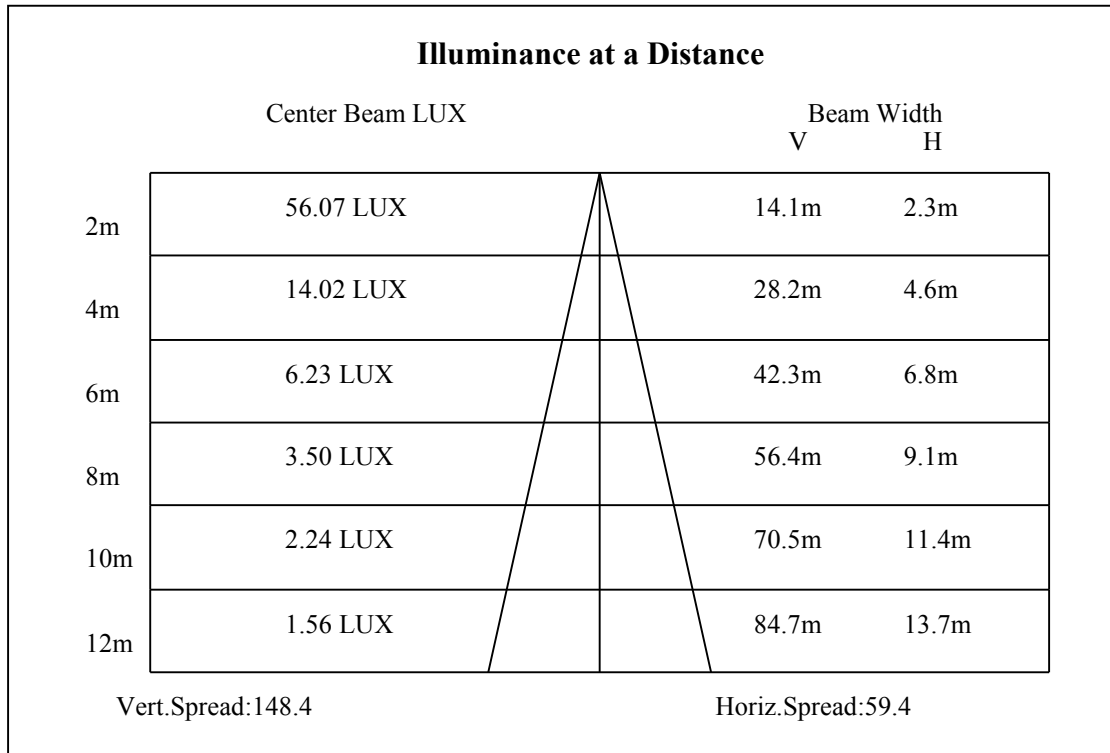 Illuminance at a Distance
Center Beam LUX Beam Width
V H
2m 56.07 LUX 14.1m 2.3m
4m 14.02 LUX 28.2m 4.6m
6m 6.23 LUX 42.3m 6.8m
8m 3.50 LUX 56.4m 9.1m
10m 2.24 LUX 70.5m 11.4m
12m 1.56 LUX 84.7m 13.7m
Vert.Spread:148.4 Horiz.Spread:59.4